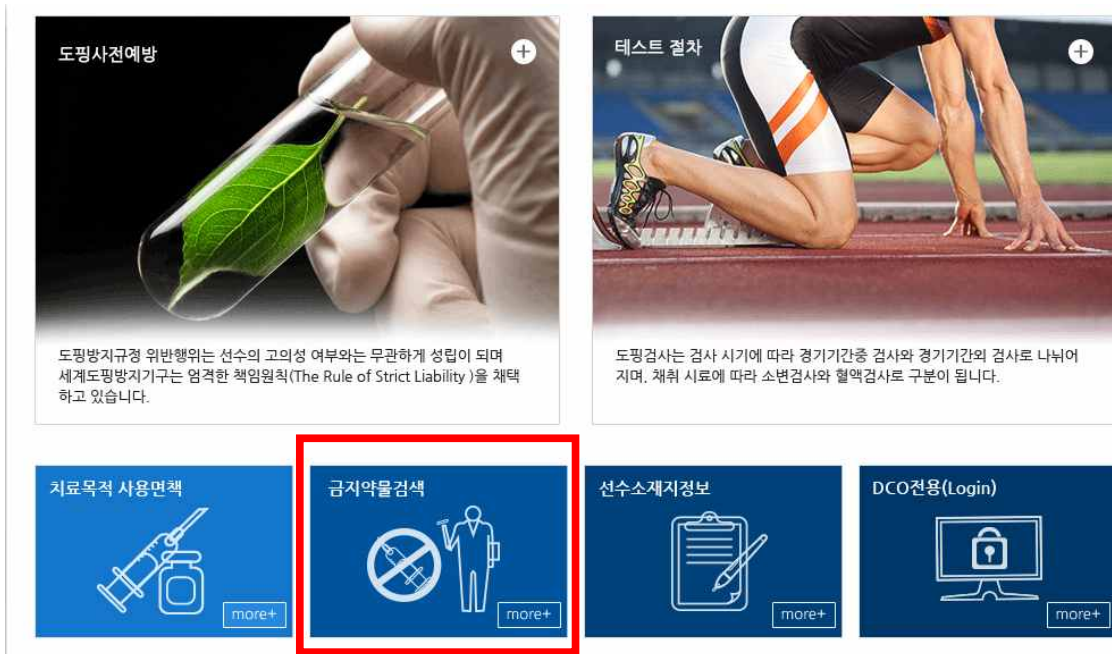 도핑사전예방
테스트 절차
도핑방지규정 위반행위는 선수의 고의성 여부와는 무관하게 성립이 되며
세계도핑방지기구는 엄격한 책임원칙(The Rule of Strict Liability )을 채택
하고 있습니다.
도핑검사는 검사 시기에 따라 경기기간중 검사와 경기기간외 검사로 나뉘어
지며, 채취 시료에 따라 소변검사와 혈액검사로 구분이 됩니다.
치료목적 사용면책
more+
금지약물검색
more+
선수소재지정보
more+
DCO전용(Login)
more+